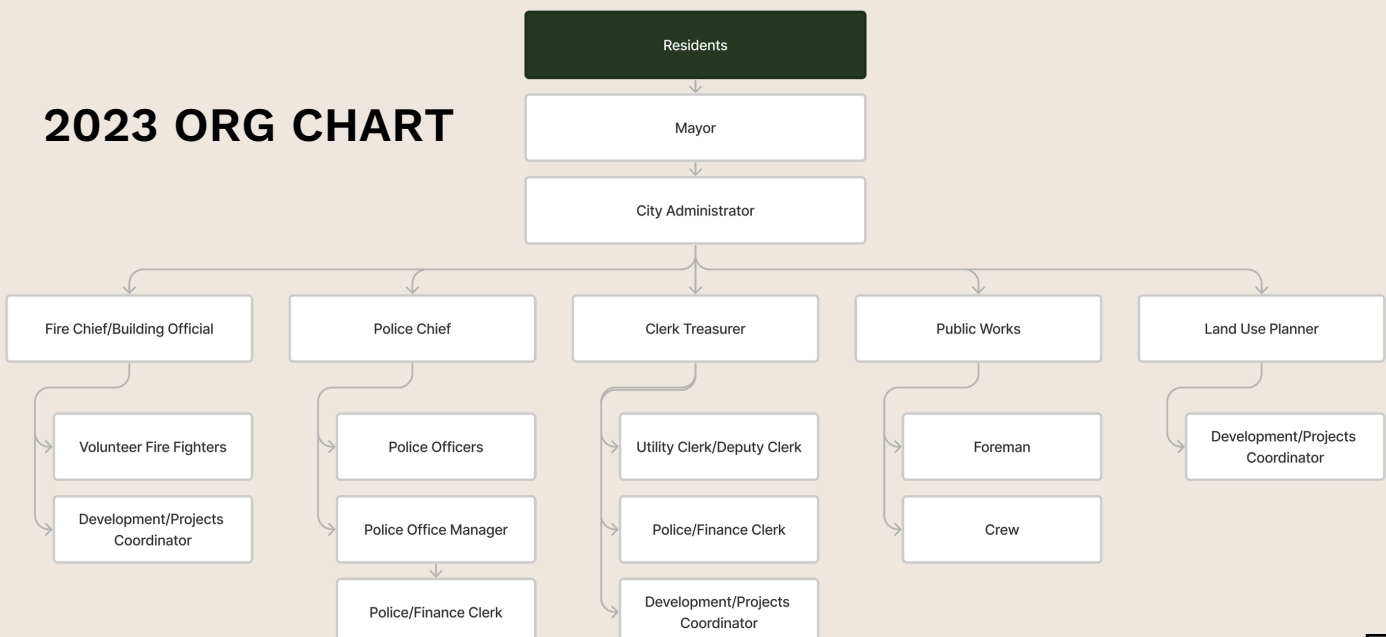 Residents
2023 ORG CHART
Mayor
City Administrator
Fire Chief/Building Official
Police Chief
Clerk Treasurer
Public Works
Land Use Planner
Volunteer Fire Fighters
Police Officers
Utility Clerk/Deputy Clerk
Foreman
Development/Projects
Coordinator
Development/Projects
Coordinator
Police Office Manager
Police/Finance Clerk
Crew
Police/Finance Clerk
Development/Projects
Coordinator